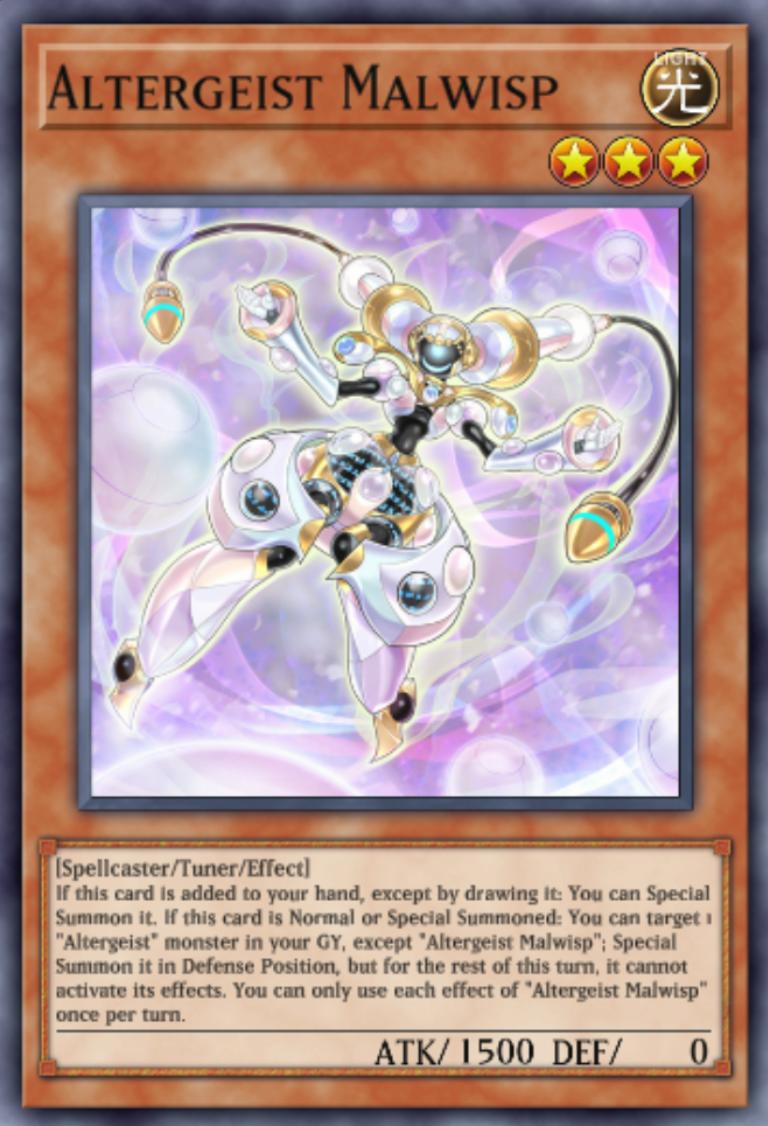 ALTERGEIST MALWISP
LIGHT
光
[Spellcaster/Tuner/Effect]
If this card is added to your hand, except by drawing it: You can Special
Summon it. If this card is Normal or Special Summoned: You can target 1
"Altergeist" monster in your GY, except "Altergeist Malwisp"; Special
Summon it in Defense Position, but for the rest of this turn, it cannot
activate its effects. You can only use each effect of "Altergeist Malwisp"
once per turn.
ATK/ 1500 DEF/ 0